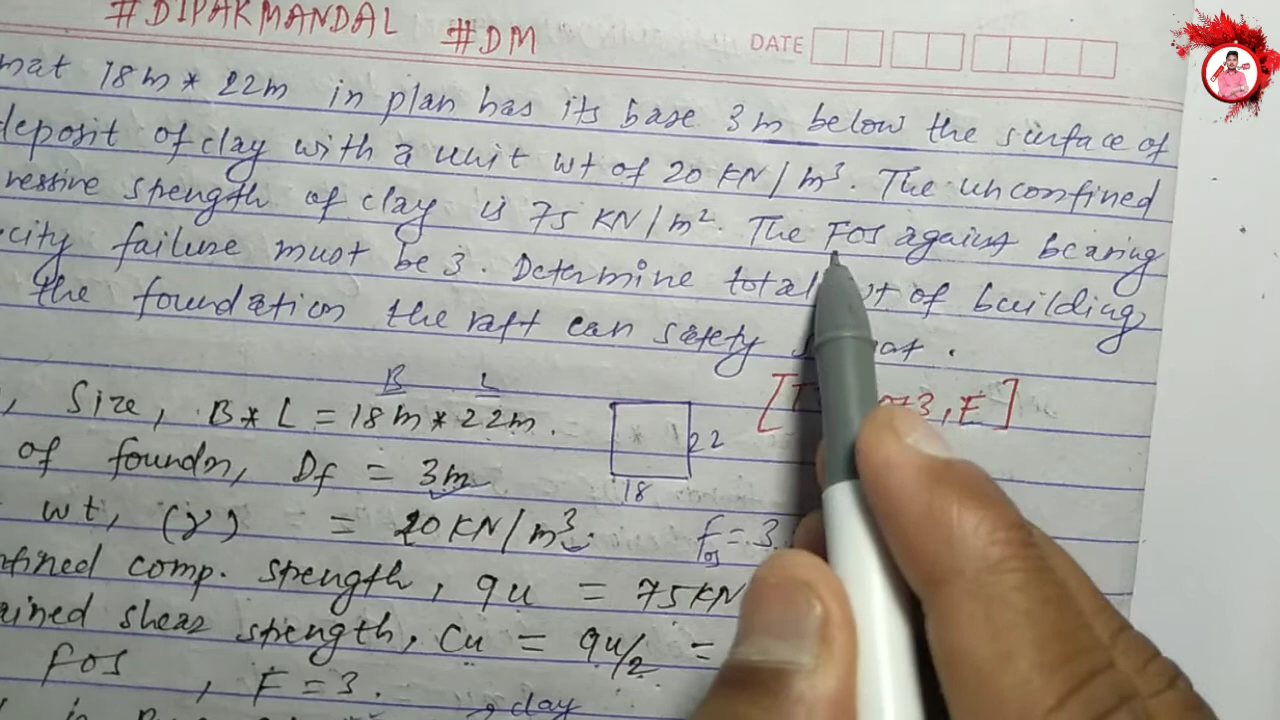 #DIPAKMANDAL #DM DATE
mat 18m * 22m in plan has its base 3m below the surface of
deposit of clay with a unit wt of 20 KN/m³. The unconfined
ressive spength of clay is 75 KN/m². The FOS against bearing
city failure must be 3. Determine total of building
the foundation the raft can safety
B L
, Size, B * L = 18m * 22m. 22
18
of foundn, Df = 3m
wt, (γ) = 20 KN/m³. fos = 3.
nfined comp. spength, qu = 75KN
ained shear spength, Cu = qu/2 =
FOS , F = 3.
clay